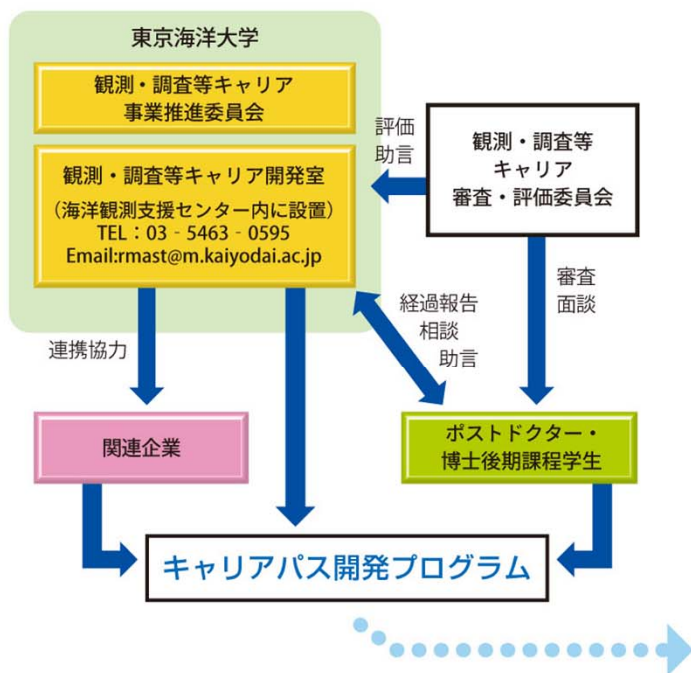 東京海洋大学
観測・調査等キャリア
事業推進委員会
観測・調査等キャリア開発室
（海洋観測支援センター内に設置）
TEL：03‐5463‐0595
Email:rmast@m.kaiyodai.ac.jp
評価
助言
観測・調査等
キャリア
審査・評価委員会
審査
面談
経過報告
相談
助言
連携協力
関連企業
ポストドクター・
博士後期課程学生
キャリアパス開発プログラム